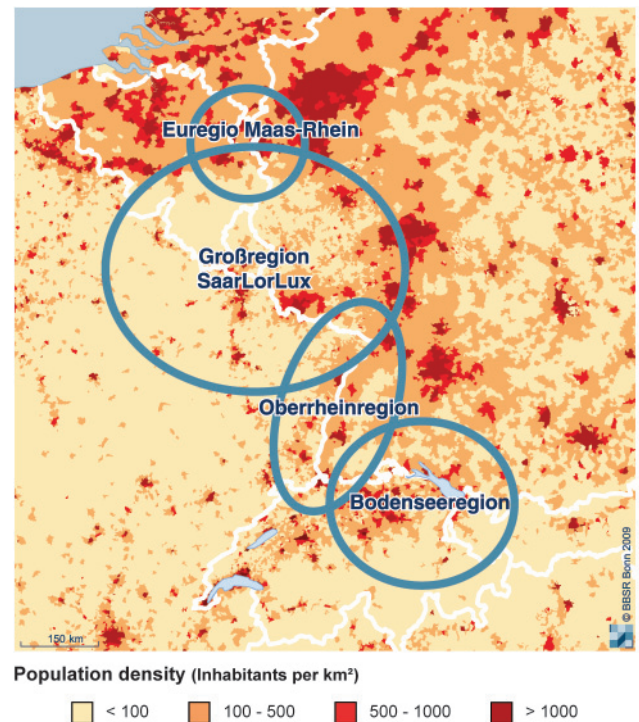 Euregio Maas-Rhein
Großregion
SaarLorLux
Oberrheinregion
Bodenseeregion
150 km
© BBSR Bonn 2009
Population density (Inhabitants per km²)
< 100
100 - 500
500 - 1000
> 1000